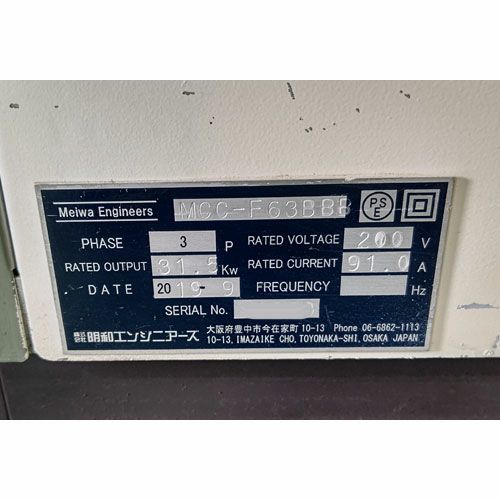 Meiwa Engineers MCC-F63BBB PSE
PHASE 3 P RATED VOLTAGE 200 V
RATED OUTPUT 31.5 Kw RATED CURRENT 91.0 A
DATE 2019-9 FREQUENCY Hz
SERIAL No.
株式会社 明和エンジニアース 大阪府豊中市今在家町10-13 Phone 06-6862-1113
10-13, IMAZAIKE CHO, TOYONAKA-SHI, OSAKA JAPAN